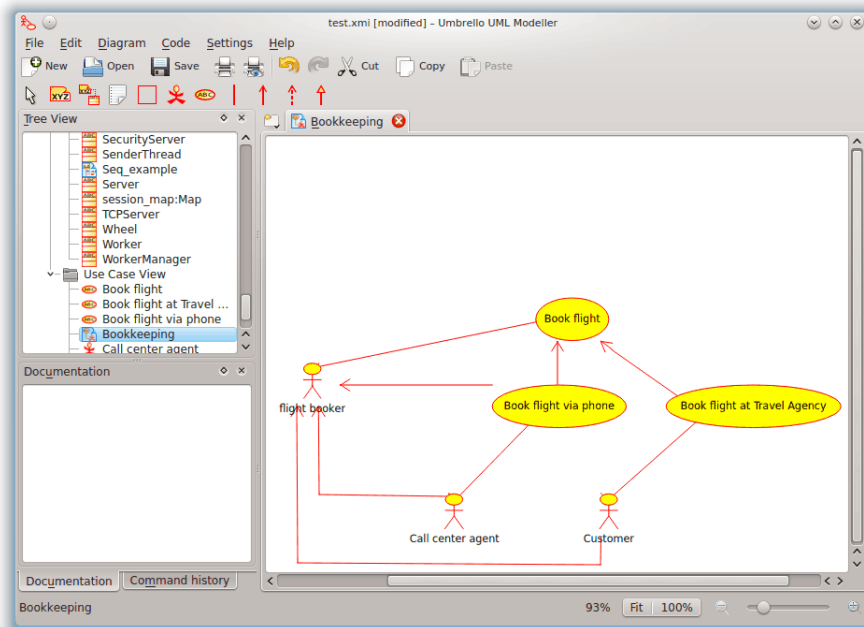 test.xmi [modified] – Umbrello UML Modeller
File Edit Diagram Code Settings Help
New Open Save Cut Copy Paste
XYZ ABC
Tree View
Bookkeeping
SecurityServer
SenderThread
Seq_example
Server
session_map:Map
TCPServer
Wheel
Worker
WorkerManager
Use Case View
Book flight
Book flight at Travel ...
Book flight via phone
Bookkeeping
Call center agent
Documentation
Book flight
flight booker
Book flight via phone
Book flight at Travel Agency
Call center agent
Customer
Documentation Command history
Bookkeeping
93% Fit 100%